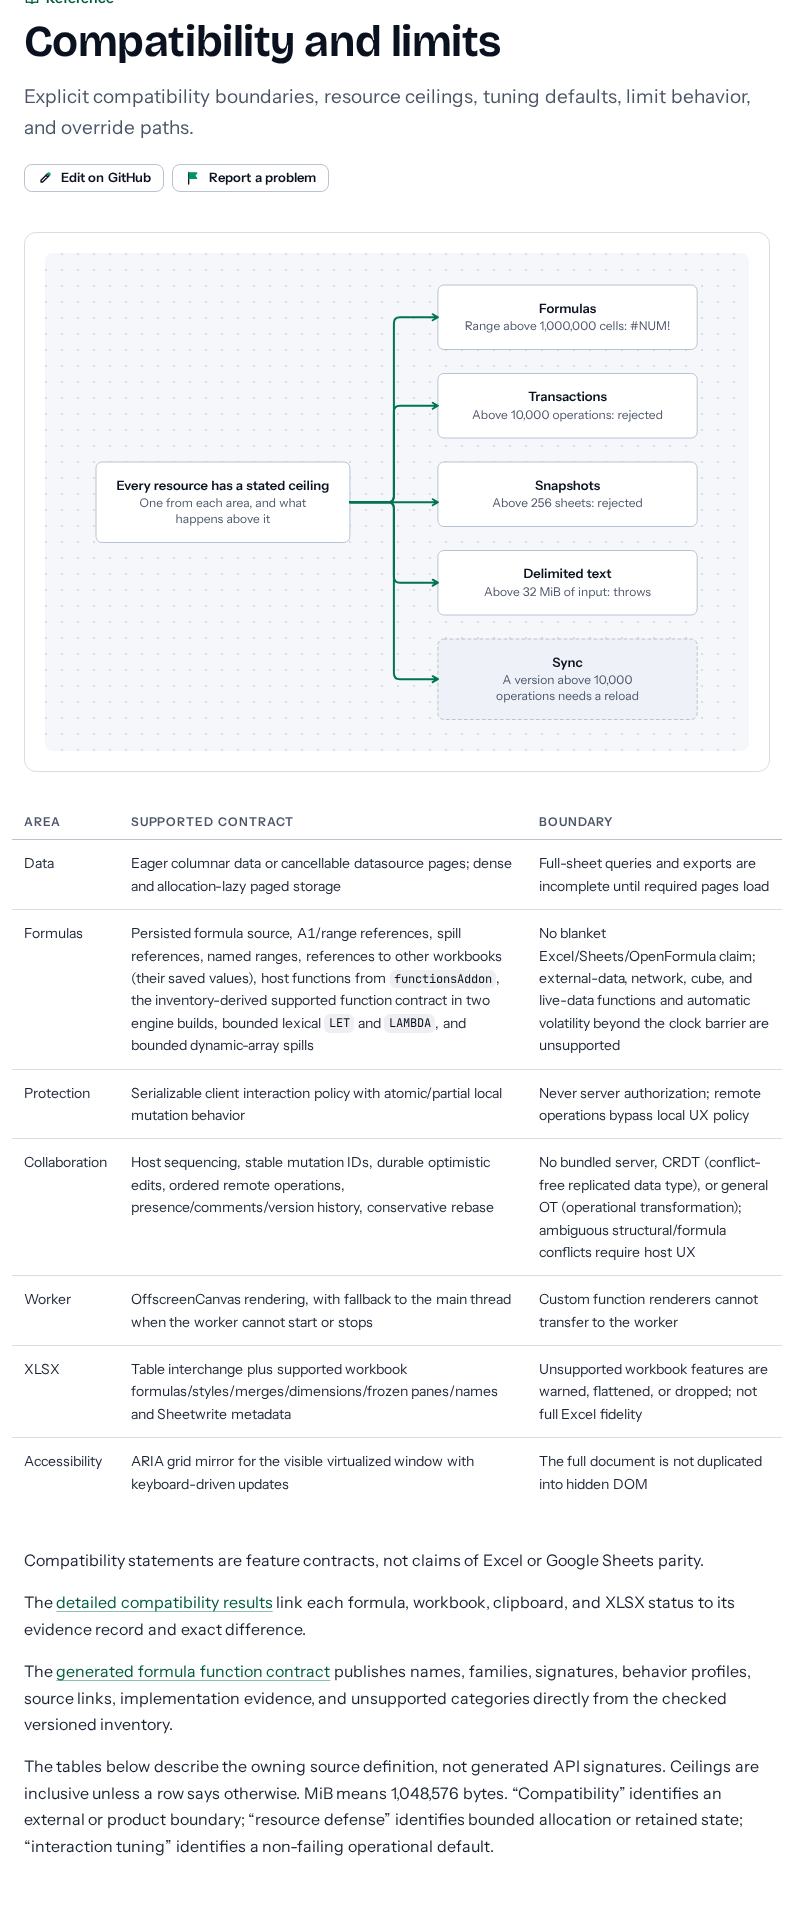 Reference
Compatibility and limits
Explicit compatibility boundaries, resource ceilings, tuning defaults, limit behavior,
and override paths.
Edit on GitHub
Report a problem
Every resource has a stated ceiling
One from each area, and what
happens above it
Formulas
Range above 1,000,000 cells: #NUM!
Transactions
Above 10,000 operations: rejected
Snapshots
Above 256 sheets: rejected
Delimited text
Above 32 MiB of input: throws
Sync
A version above 10,000
operations needs a reload
AREA SUPPORTED CONTRACT BOUNDARY
Data
Eager columnar data or cancellable datasource pages; dense
and allocation-lazy paged storage
Full-sheet queries and exports are
incomplete until required pages load
Formulas
Persisted formula source, A1/range references, spill
references, named ranges, references to other workbooks
(their saved values), host functions from functionsAddon,
the inventory-derived supported function contract in two
engine builds, bounded lexical LET and LAMBDA, and
bounded dynamic-array spills
No blanket
Excel/Sheets/OpenFormula claim;
external-data, network, cube, and
live-data functions and automatic
volatility beyond the clock barrier are
unsupported
Protection
Serializable client interaction policy with atomic/partial local
mutation behavior
Never server authorization; remote
operations bypass local UX policy
Collaboration
Host sequencing, stable mutation IDs, durable optimistic
edits, ordered remote operations,
presence/comments/version history, conservative rebase
No bundled server, CRDT (conflict-
free replicated data type), or general
OT (operational transformation);
ambiguous structural/formula
conflicts require host UX
Worker
OffscreenCanvas rendering, with fallback to the main thread
when the worker cannot start or stops
Custom function renderers cannot
transfer to the worker
XLSX
Table interchange plus supported workbook
formulas/styles/merges/dimensions/frozen panes/names
and Sheetwrite metadata
Unsupported workbook features are
warned, flattened, or dropped; not
full Excel fidelity
Accessibility
ARIA grid mirror for the visible virtualized window with
keyboard-driven updates
The full document is not duplicated
into hidden DOM
Compatibility statements are feature contracts, not claims of Excel or Google Sheets parity.
The detailed compatibility results link each formula, workbook, clipboard, and XLSX status to its
evidence record and exact difference.
The generated formula function contract publishes names, families, signatures, behavior profiles,
source links, implementation evidence, and unsupported categories directly from the checked
versioned inventory.
The tables below describe the owning source definition, not generated API signatures. Ceilings are
inclusive unless a row says otherwise. MiB means 1,048,576 bytes. “Compatibility” identifies an
external or product boundary; “resource defense” identifies bounded allocation or retained state;
“interaction tuning” identifies a non-failing operational default.